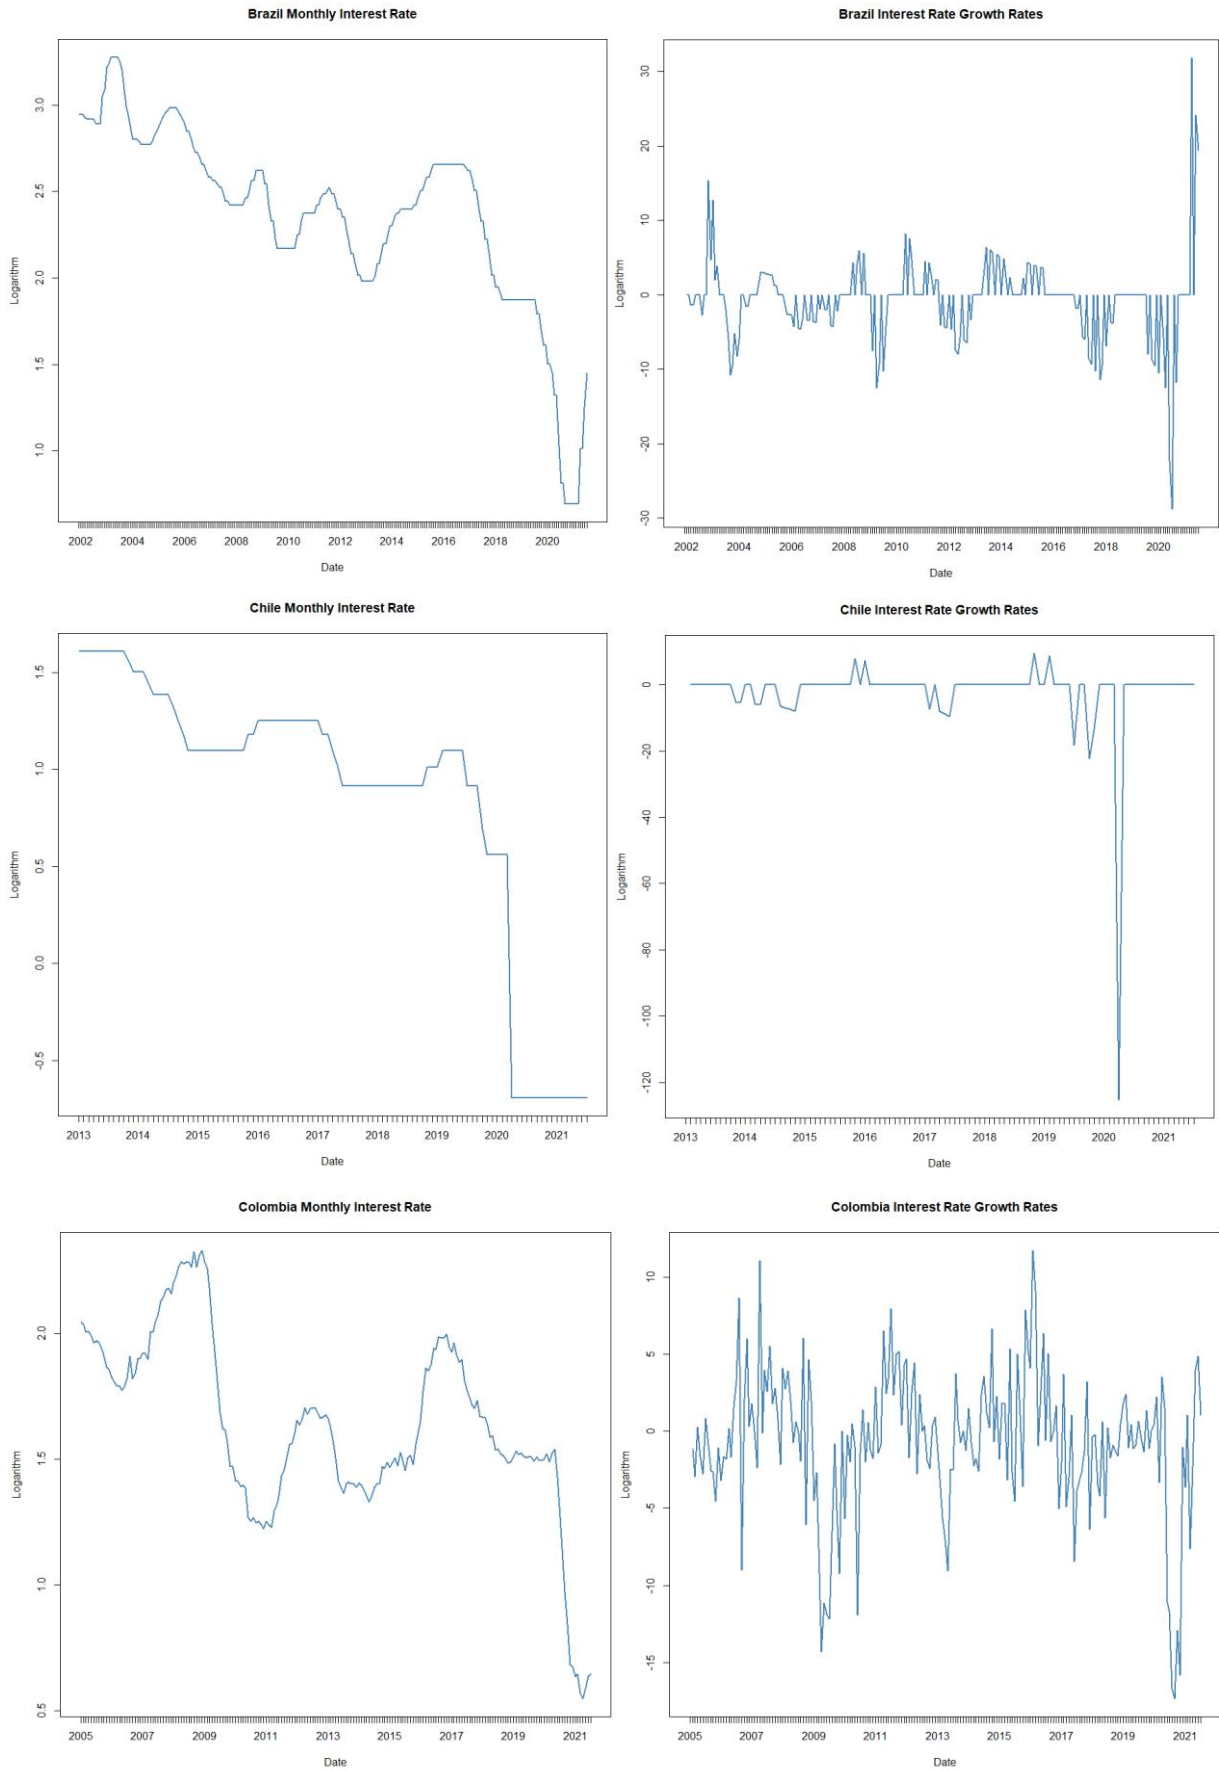 Brazil Monthly Interest Rate
Logarithm
3.0
2.5
2.0
1.5
1.0
2002 2004 2006 2008 2010 2012 2014 2016 2018 2020
Date
Brazil Interest Rate Growth Rates
Logarithm
30
20
10
0
-10
-20
-30
2002 2004 2006 2008 2010 2012 2014 2016 2018 2020
Date
Chile Monthly Interest Rate
Logarithm
1.5
1.0
0.5
0.0
-0.5
2013 2014 2015 2016 2017 2018 2019 2020 2021
Date
Chile Interest Rate Growth Rates
Logarithm
0
-20
-40
-60
-80
-100
-120
2013 2014 2015 2016 2017 2018 2019 2020 2021
Date
Colombia Monthly Interest Rate
Logarithm
2.0
1.5
1.0
0.5
2005 2007 2009 2011 2013 2015 2017 2019 2021
Date
Colombia Interest Rate Growth Rates
Logarithm
10
5
0
-5
-10
-15
2005 2007 2009 2011 2013 2015 2017 2019 2021
Date